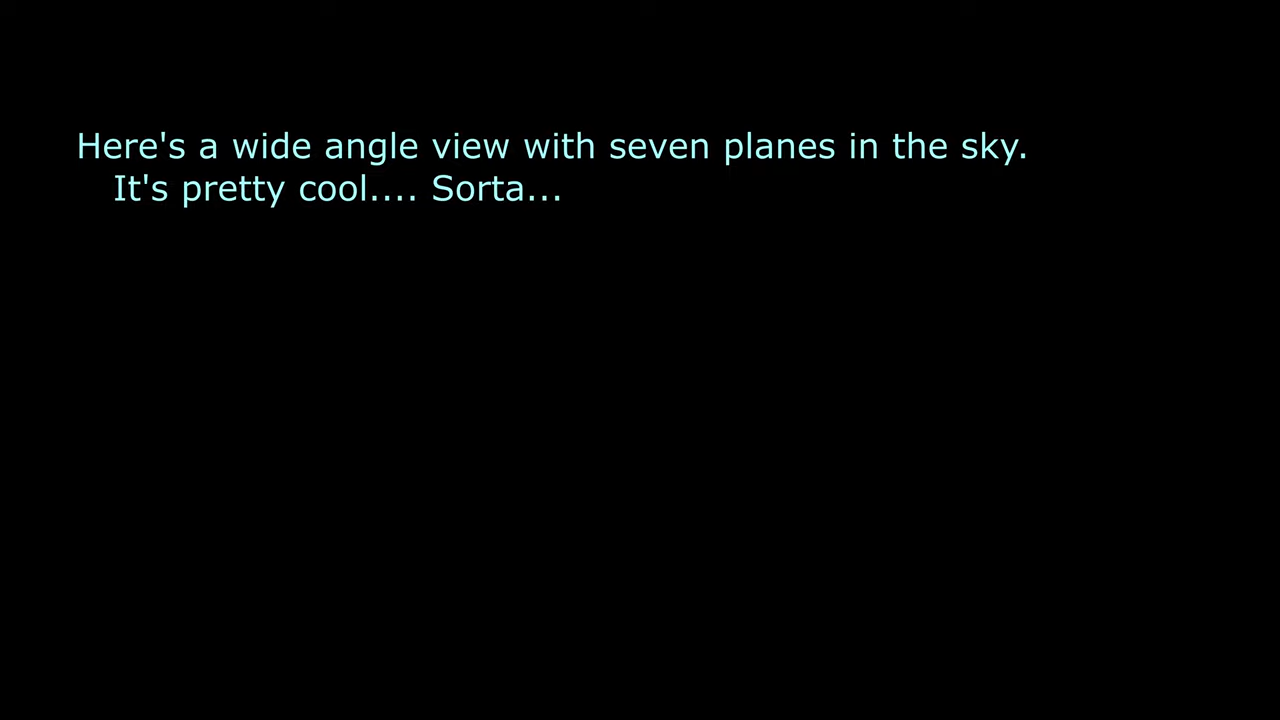 Here's a wide angle view with seven planes in the sky.
It's pretty cool.... Sorta...